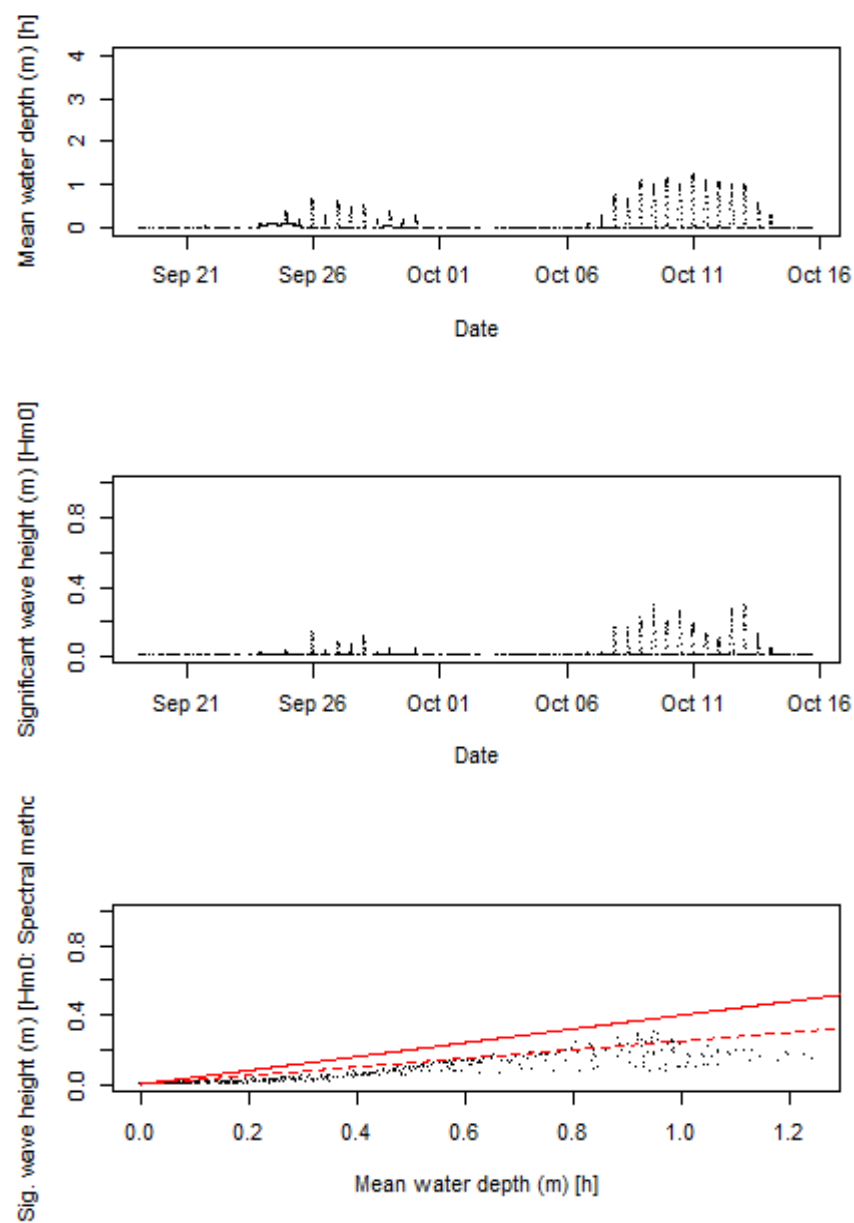 Mean water depth (m) [h]
4
3
2
1
0
Sep 21 Sep 26 Oct 01 Oct 06 Oct 11 Oct 16
Date
Significant wave height (m) [Hm0]
0.8
0.4
0.0
Sep 21 Sep 26 Oct 01 Oct 06 Oct 11 Oct 16
Date
Sig. wave height (m) [Hm0: Spectral
0.8
0.4
0.0
0.0 0.2 0.4 0.6 0.8 1.0 1.2
Mean water depth (m) [h]